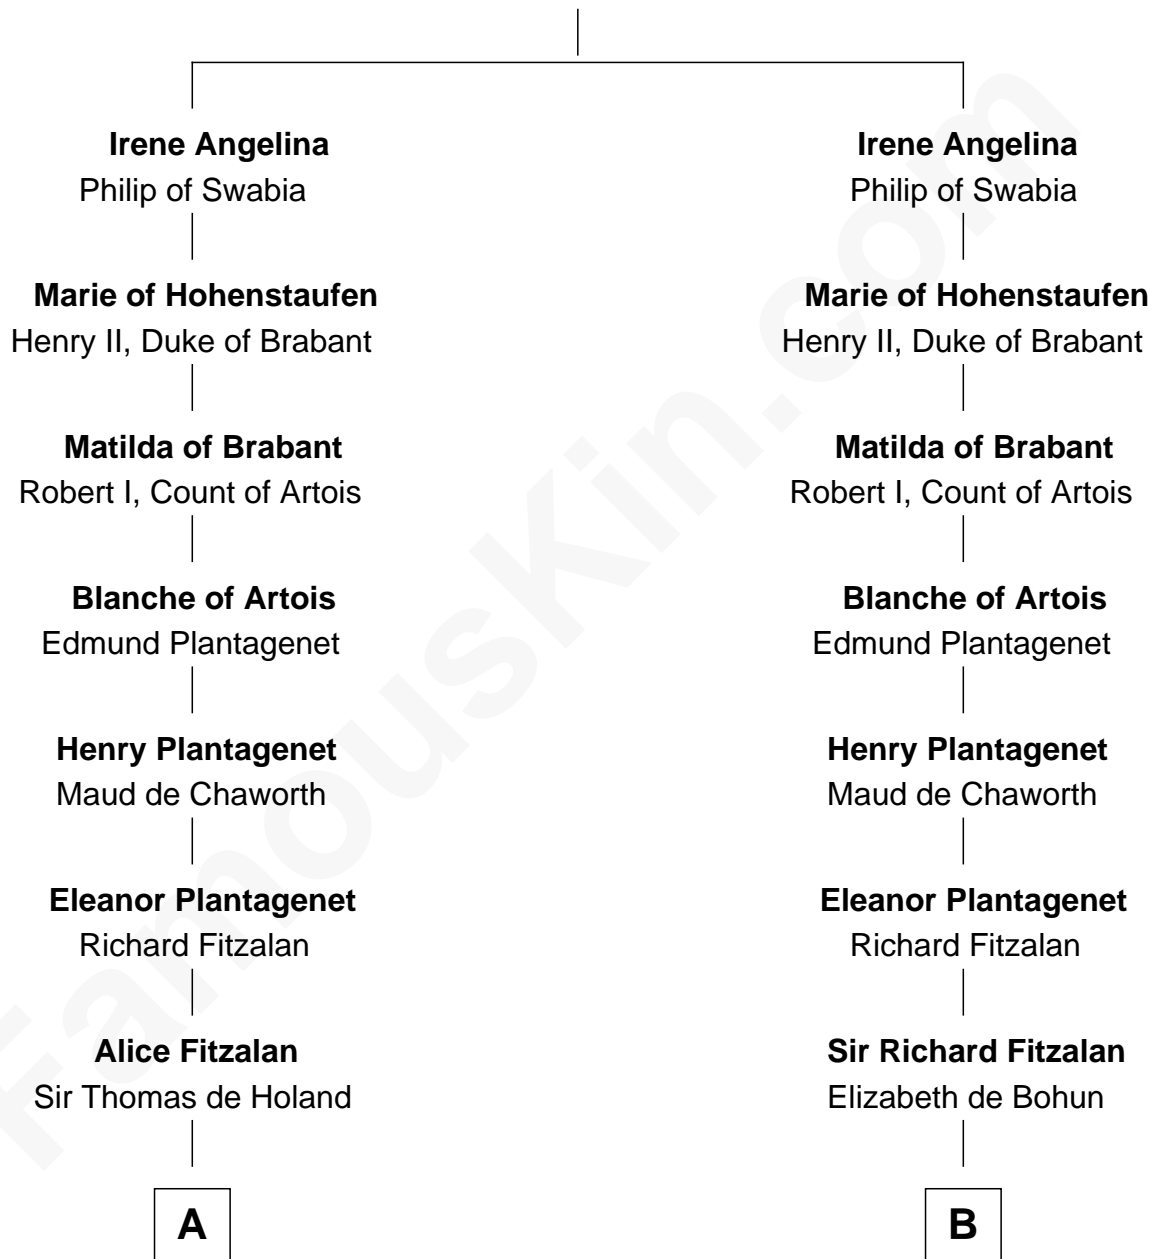 Irene Angelina
Philip of Swabia
Marie of Hohenstaufen
Henry II, Duke of Brabant
Matilda of Brabant
Robert I, Count of Artois
Blanche of Artois
Edmund Plantagenet
Henry Plantagenet
Maud de Chaworth
Eleanor Plantagenet
Richard Fitzalan
Alice Fitzalan
Sir Thomas de Holand
A
Irene Angelina
Philip of Swabia
Marie of Hohenstaufen
Henry II, Duke of Brabant
Matilda of Brabant
Robert I, Count of Artois
Blanche of Artois
Edmund Plantagenet
Henry Plantagenet
Maud de Chaworth
Eleanor Plantagenet
Richard Fitzalan
Sir Richard Fitzalan
Elizabeth de Bohun
B
FamousKin.com